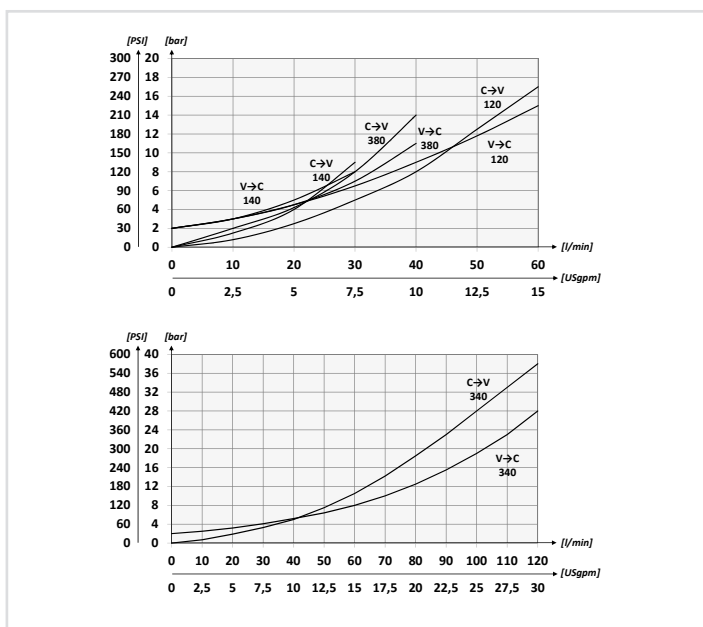 [PSI] [bar]
300 20
270 18
240 16
210 14
180 12
150 10
120 8
90 6
60 4
30 2
0 0
C→V
120
C→V
380
V→C
380
V→C
120
C→V
140
V→C
140
[l/min]
0 10 20 30 40 50 60
[USgpm]
0 2,5 5 7,5 10 12,5 15
[PSI] [bar]
600 40
540 36
480 32
420 28
360 24
300 20
240 16
180 12
120 8
60 4
0 0
C→V
340
V→C
340
[l/min]
0 10 20 30 40 50 60 70 80 90 100 110 120
[USgpm]
0 2,5 5 7,5 10 12,5 15 17,5 20 22,5 25 27,5 30